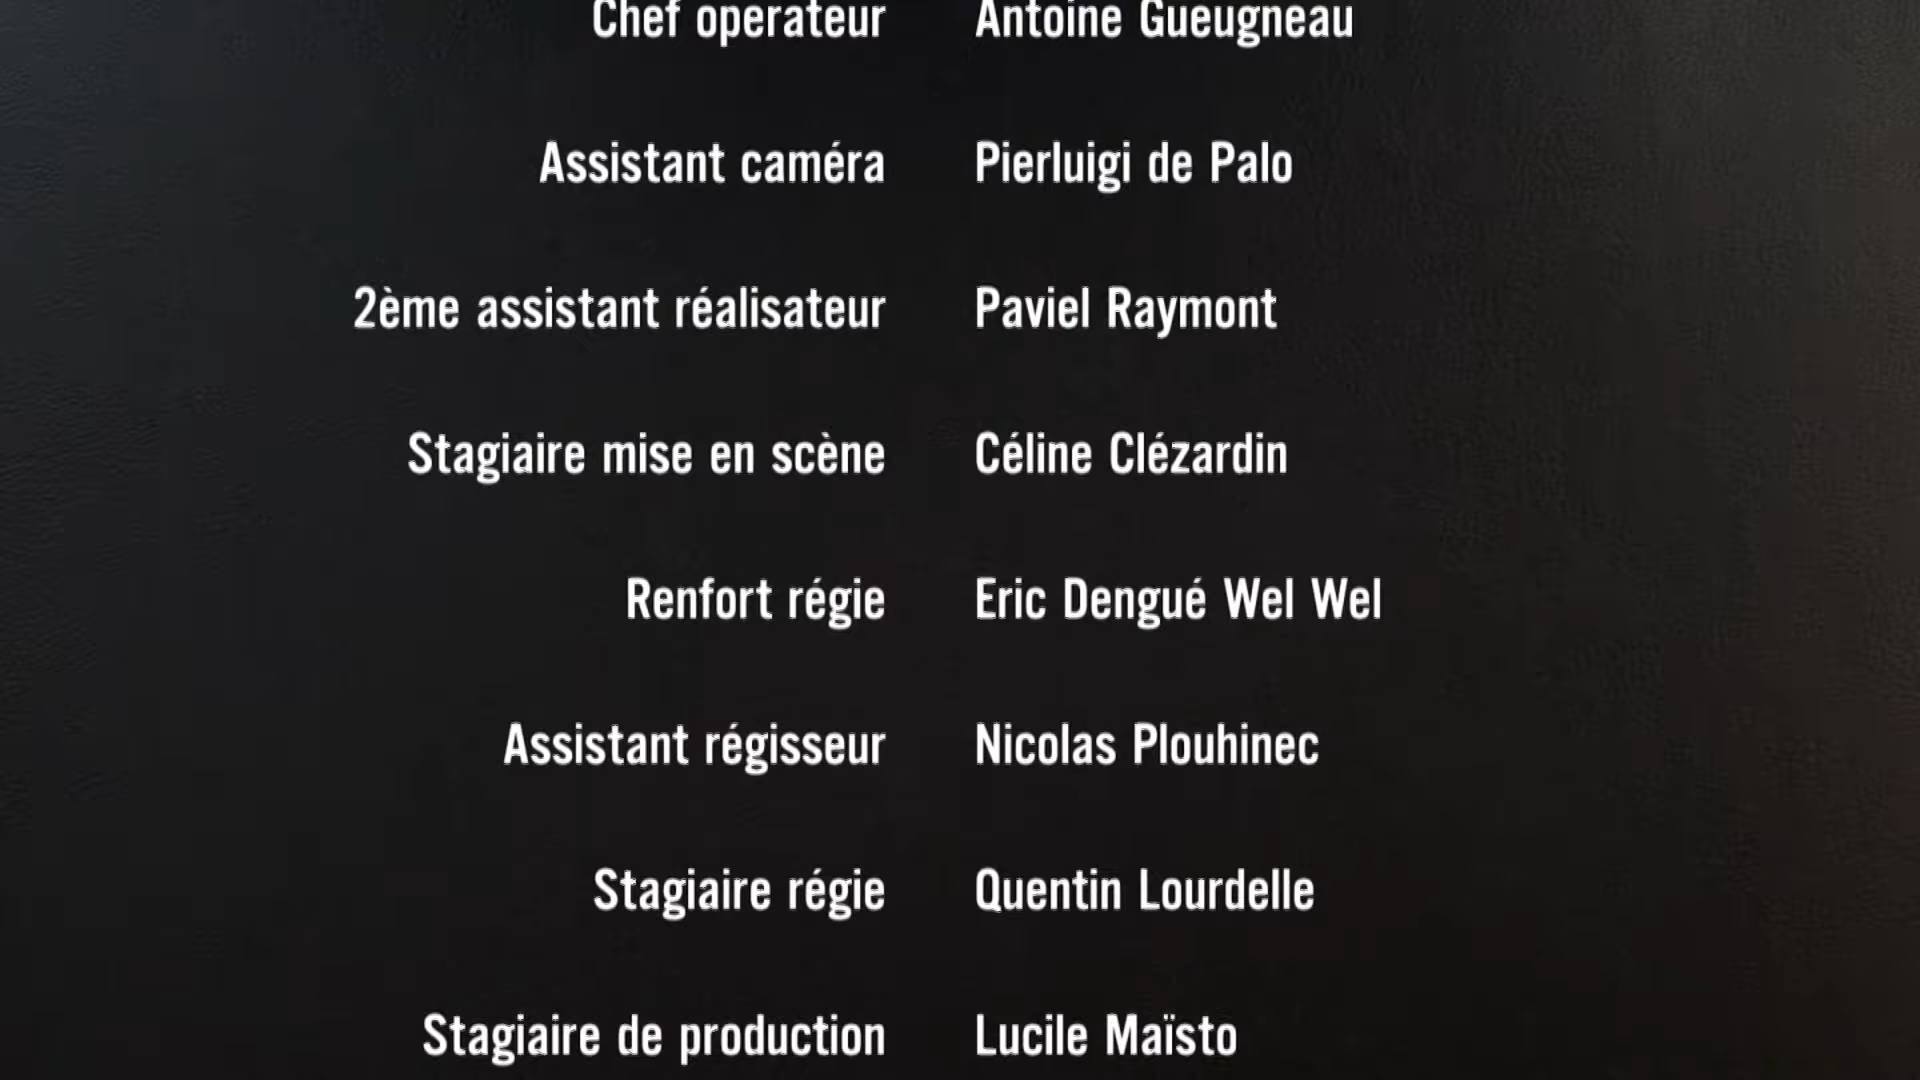 Chef operateur Antoine Gueugneau
Assistant caméra Pierluigi de Palo
2ème assistant réalisateur Paviel Raymont
Stagiaire mise en scène Céline Clézardin
Renfort régie Eric Dengué Wel Wel
Assistant régisseur Nicolas Plouhinec
Stagiaire régie Quentin Lourdelle
Stagiaire de production Lucile Maïsto